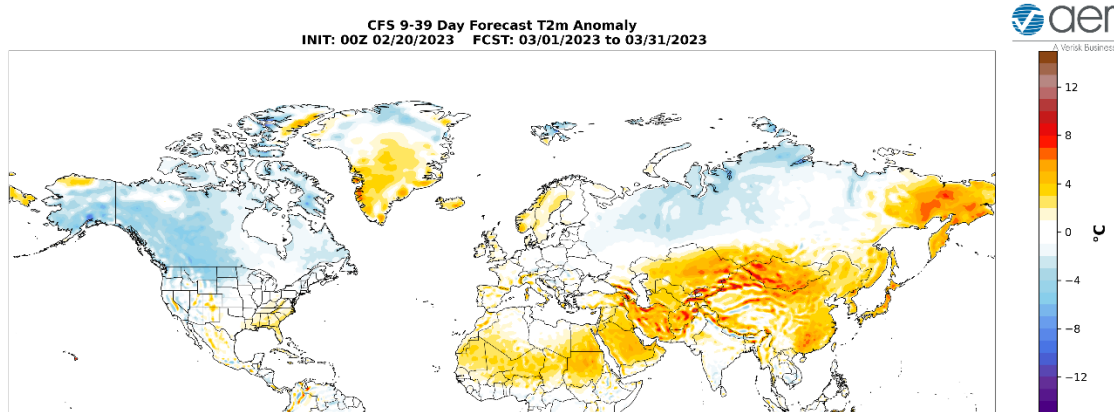 CFS 9-39 Day Forecast T2m Anomaly
INIT: 00Z 02/20/2023 FCST: 03/01/2023 to 03/31/2023
aer
A Verisk Business
12
8
4
0
−4
−8
−12
°C